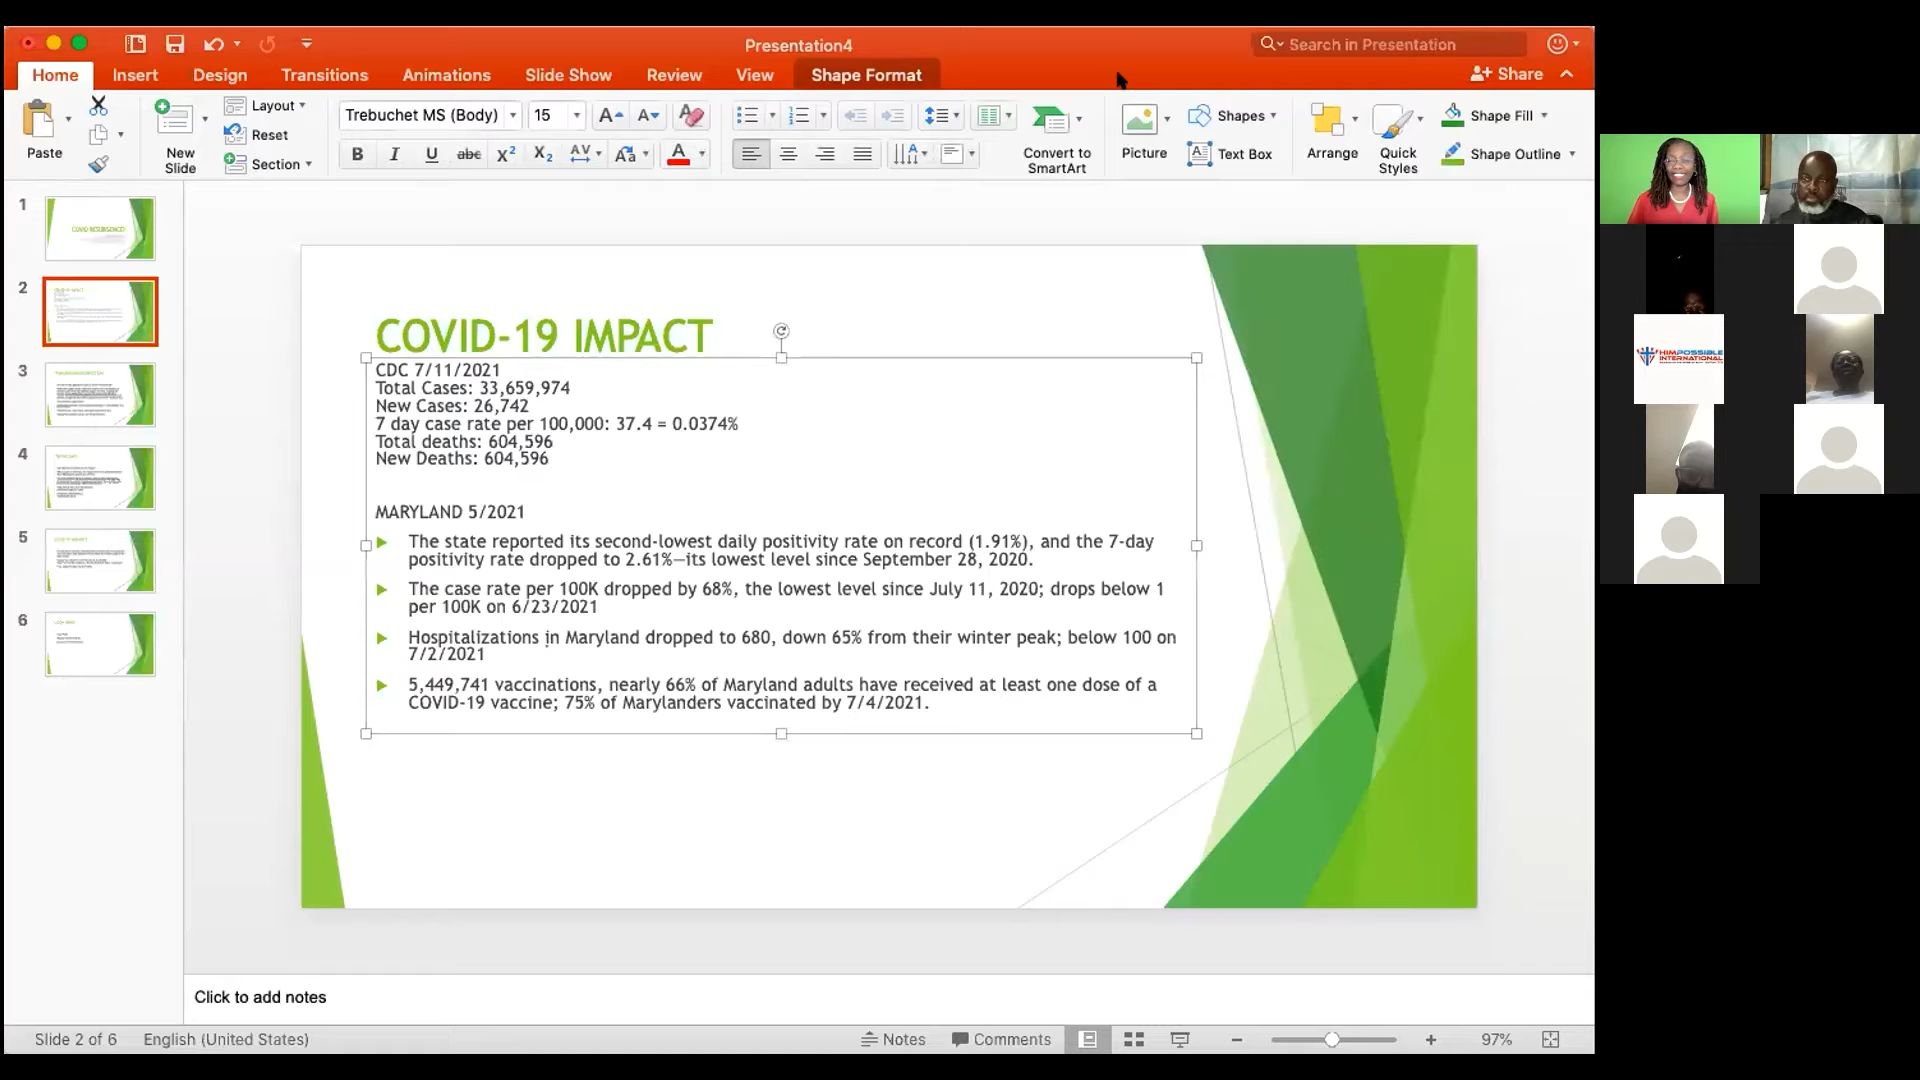 Presentation4
Search in Presentation
Home Insert Design Transitions Animations Slide Show Review View Shape Format Share
Paste
New Slide
Layout
Reset
Section
Trebuchet MS (Body) 15
Convert to SmartArt
Picture
Shapes
Text Box
Arrange
Quick Styles
Shape Fill
Shape Outline
1
COVID RESURGENCE!
2
3
4
5
6
COVID-19 IMPACT
CDC 7/11/2021
Total Cases: 33,659,974
New Cases: 26,742
7 day case rate per 100,000: 37.4 = 0.0374%
Total deaths: 604,596
New Deaths: 604,596
MARYLAND 5/2021
The state reported its second-lowest daily positivity rate on record (1.91%), and the 7-day
positivity rate dropped to 2.61%—its lowest level since September 28, 2020.
The case rate per 100K dropped by 68%, the lowest level since July 11, 2020; drops below 1
per 100K on 6/23/2021
Hospitalizations in Maryland dropped to 680, down 65% from their winter peak; below 100 on
7/2/2021
5,449,741 vaccinations, nearly 66% of Maryland adults have received at least one dose of a
COVID-19 vaccine; 75% of Marylanders vaccinated by 7/4/2021.
HIMPOSSIBLE
INTERNATIONAL
Click to add notes
Slide 2 of 6 English (United States) Notes Comments 97%